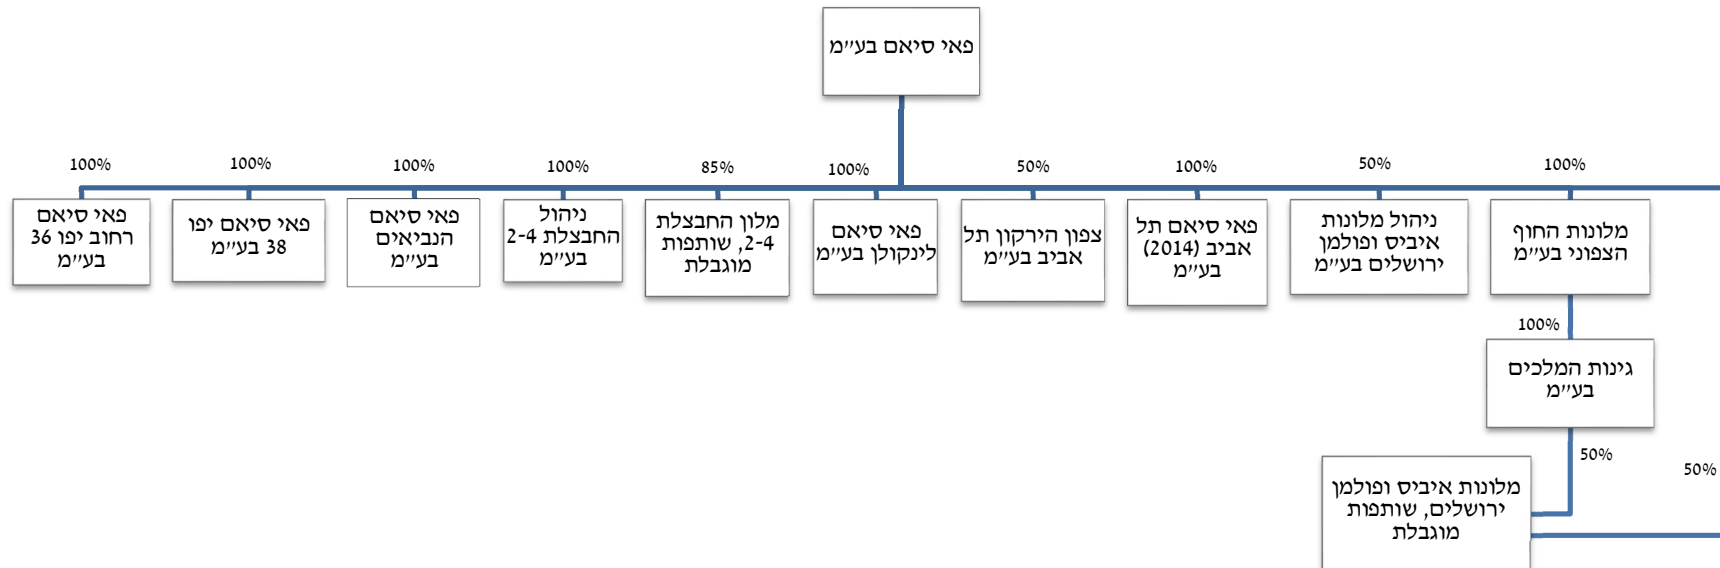 פאי סיאם בע״מ
100%
50%
100%
50%
100%
85%
100%
100%
100%
100%
מלונות החוף
הצפוני בע״מ
ניהול מלונות
איביס ופולמן
ירושלים בע״מ
פאי סיאם תל
אביב (2014)
בע״מ
צפון הירקון תל
אביב בע״מ
פאי סיאם
לינקולן בע״מ
מלון החבצלת
2-4, שותפות
מוגבלת
ניהול
החבצלת 2-4
בע״מ
פאי סיאם
הנביאים
בע״מ
פאי סיאם יפו
38 בע״מ
פאי סיאם
רחוב יפו 36
בע״מ
100%
גינות המלכים
בע״מ
50%
50%
מלונות איביס ופולמן
ירושלים, שותפות
מוגבלת